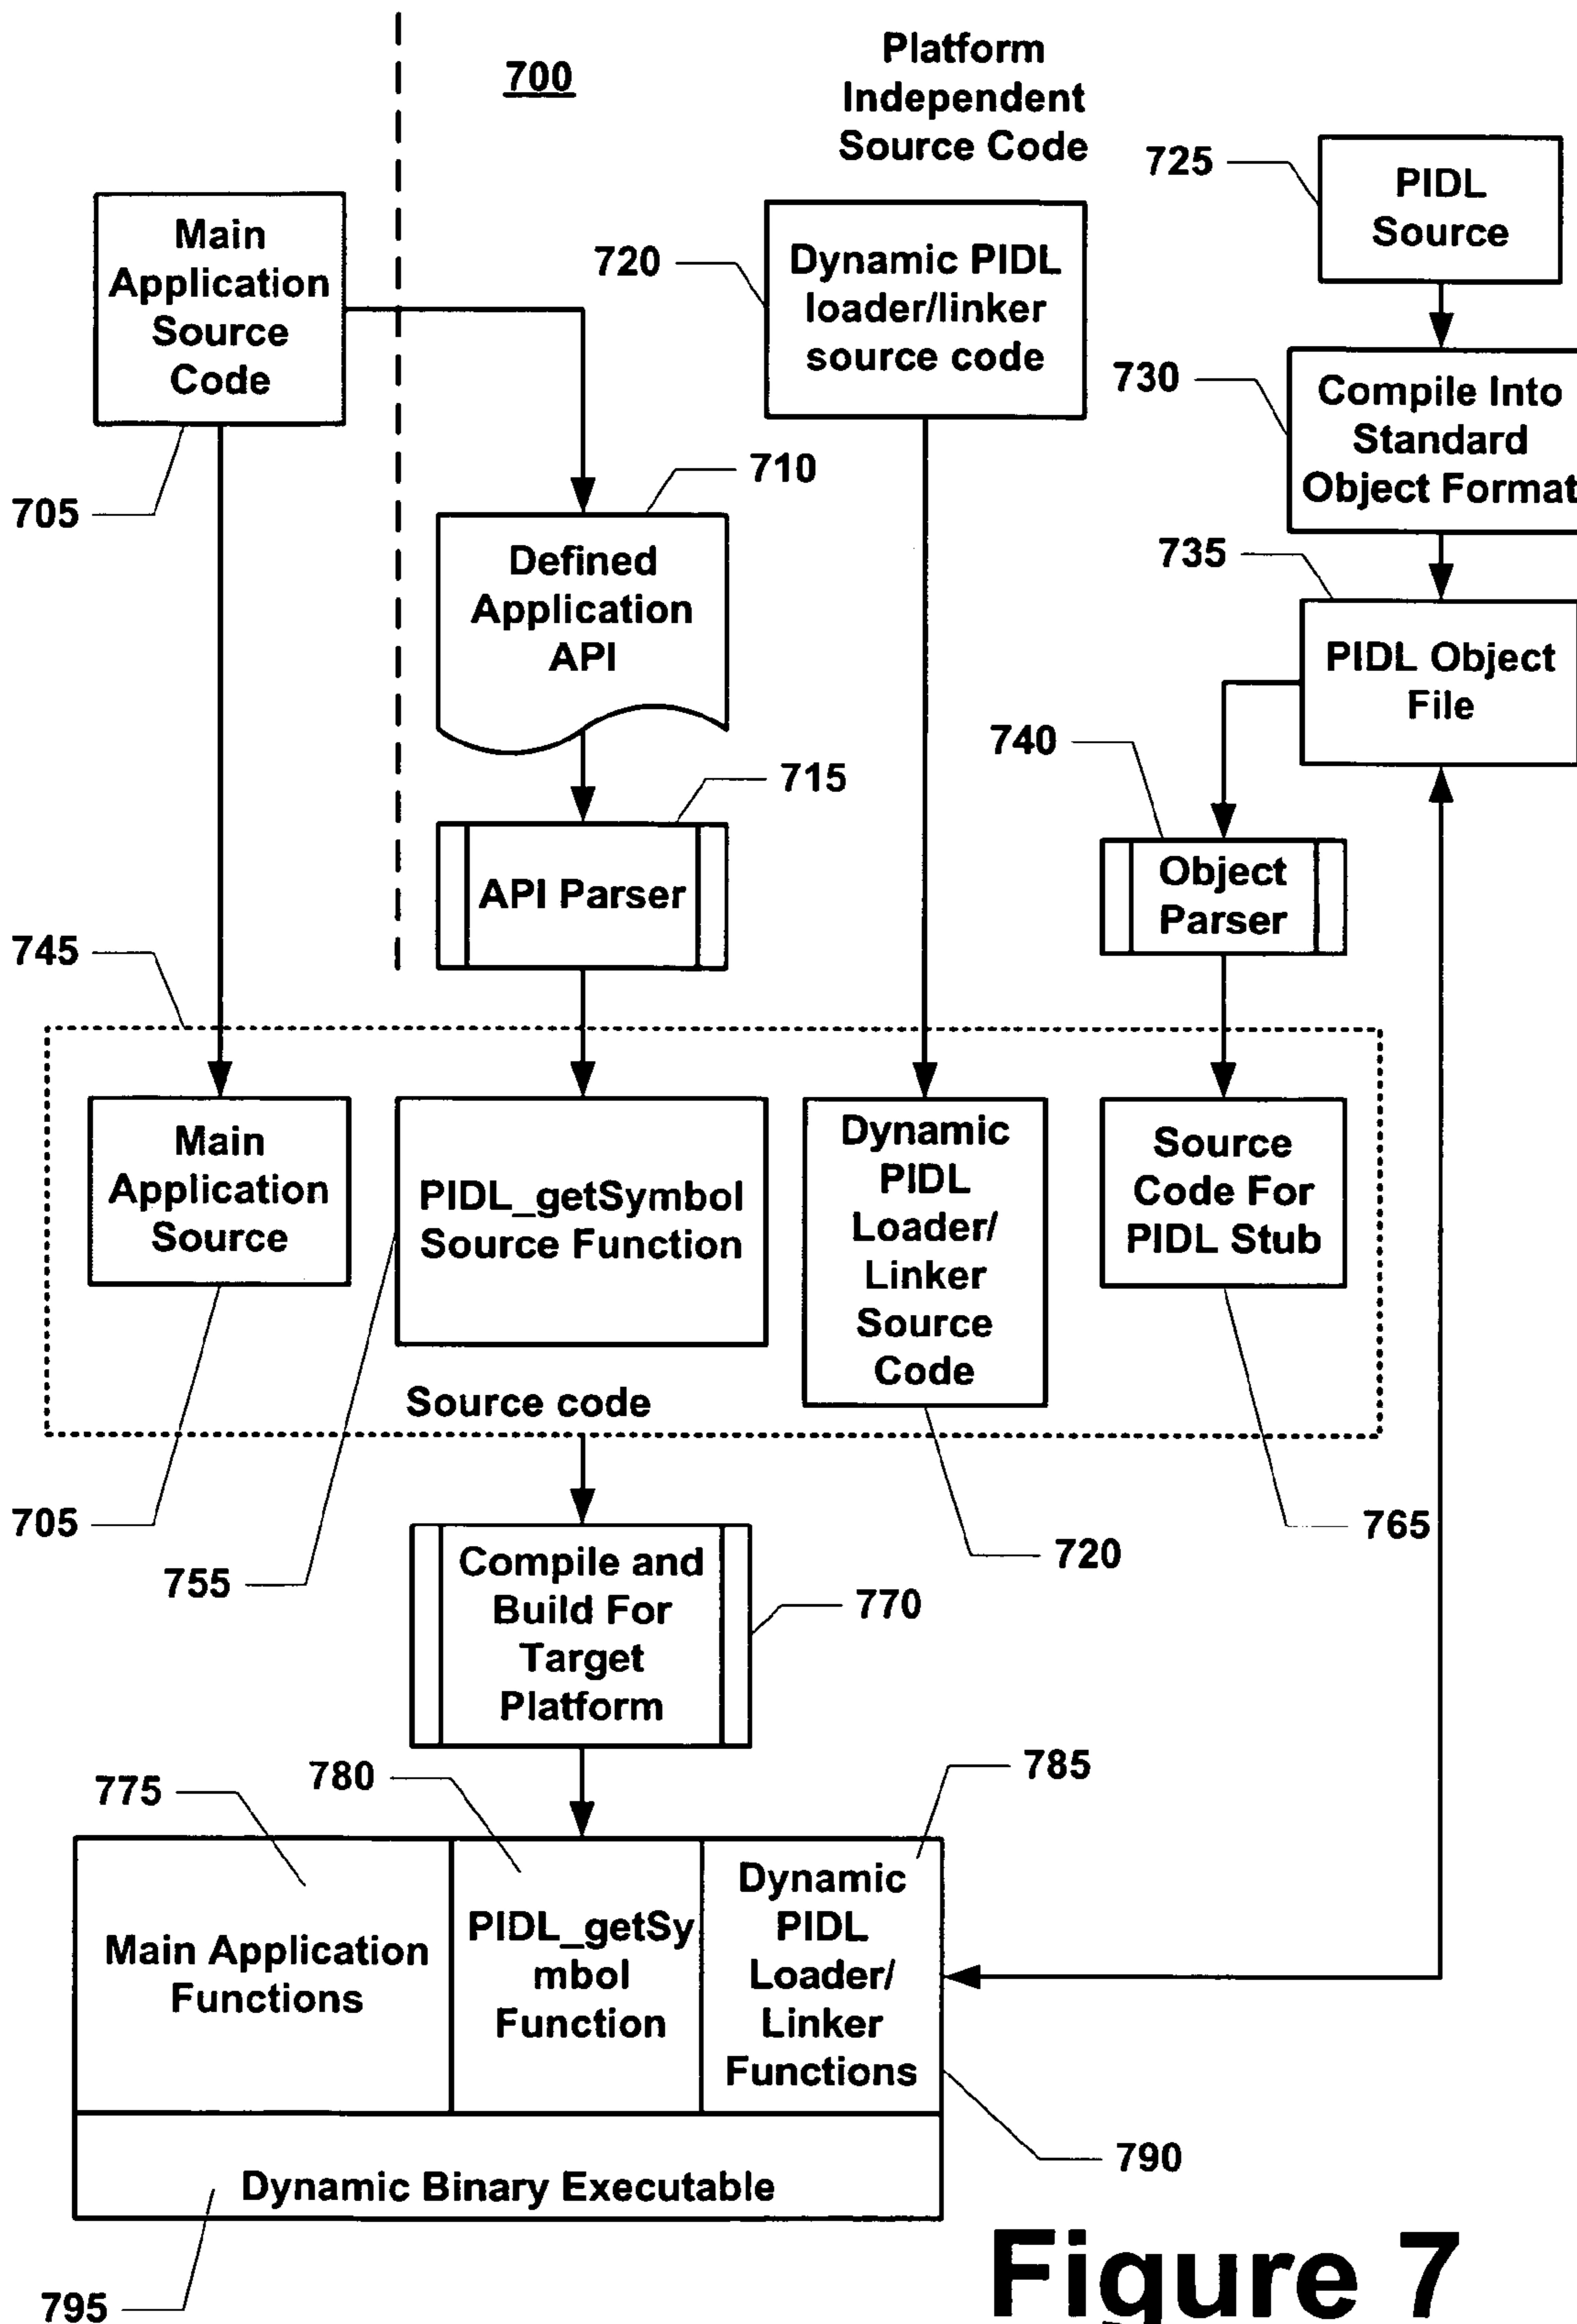 700
Platform
Independent
Source Code
725
PIDL
Source
Main
Application
Source
Code
720
Dynamic PIDL
loader/linker
source code
730
Compile Into
Standard
Object Format
705
710
Defined
Application
API
735
PIDL Object
File
740
715
API Parser
Object
Parser
745
Main
Application
Source
PIDL_getSymbol
Source Function
Dynamic
PIDL
Loader/
Linker
Source
Code
Source
Code For
PIDL Stub
Source code
705
755
720
765
Compile and
Build For
Target
Platform
770
775
780
785
Main Application
Functions
PIDL_getSy
mbol
Function
Dynamic
PIDL
Loader/
Linker
Functions
790
Dynamic Binary Executable
795
Figure 7